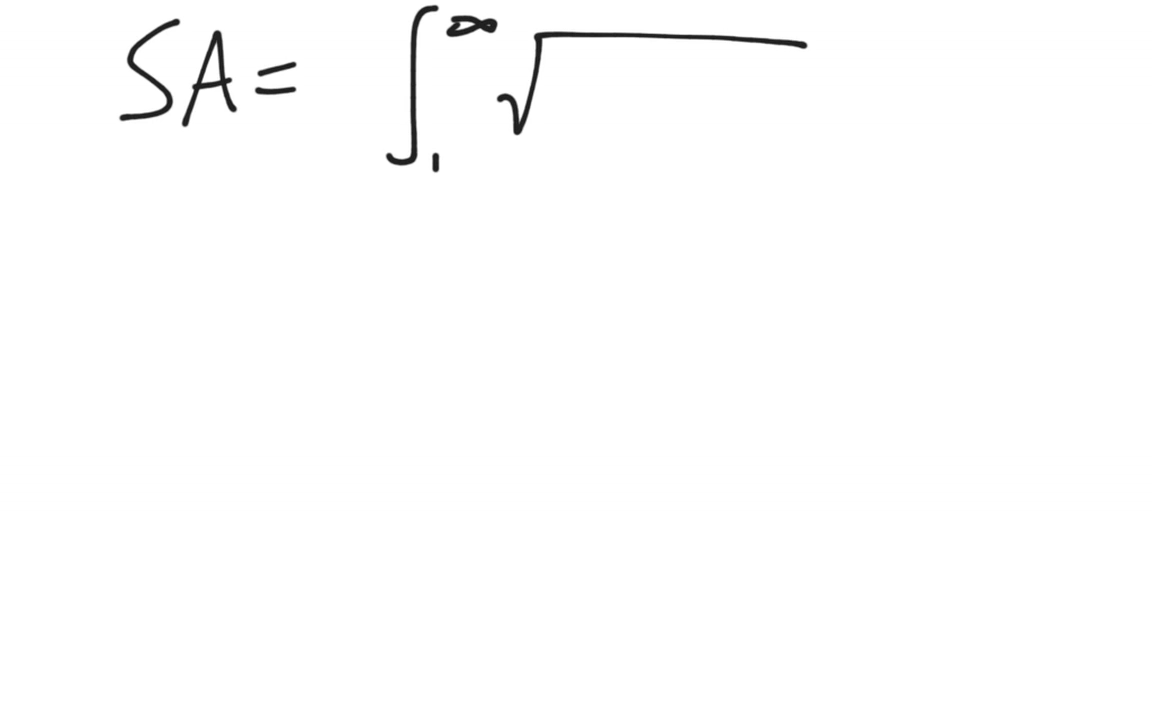 SA = ∫₁^∞ √